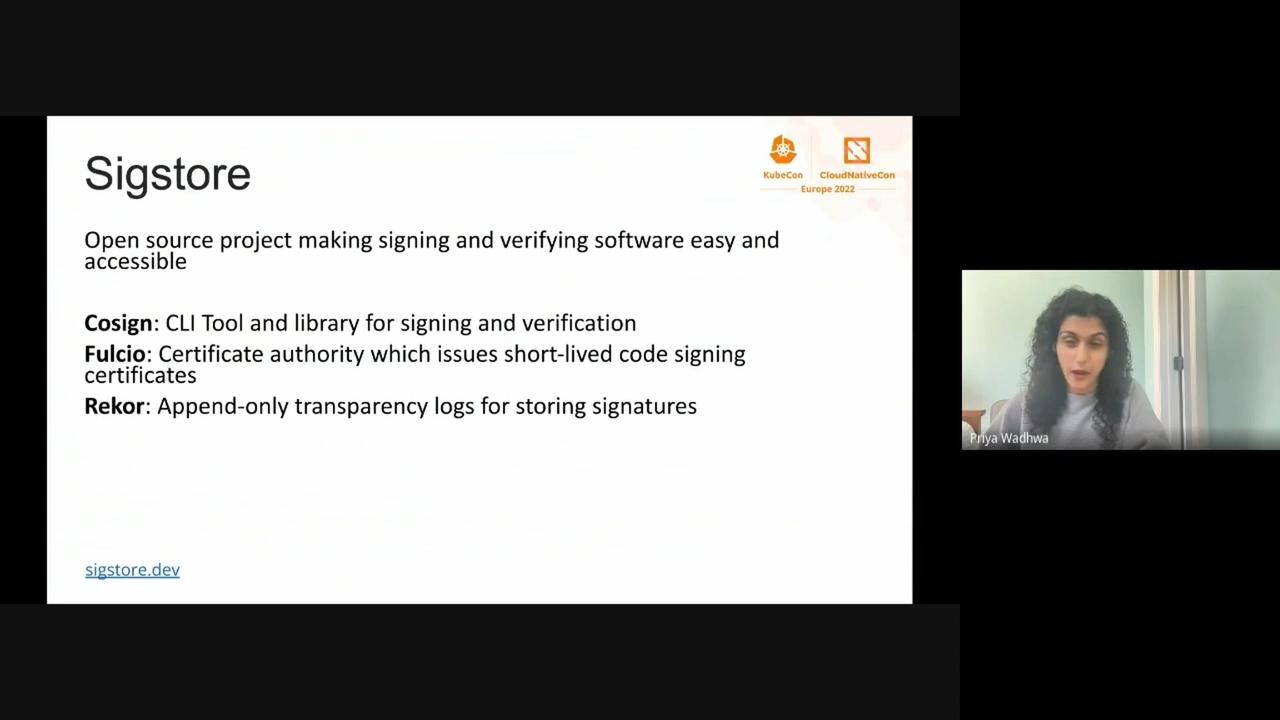 Sigstore
KubeCon
CloudNativeCon
Europe 2022
Open source project making signing and verifying software easy and
accessible
Cosign: CLI Tool and library for signing and verification
Fulcio: Certificate authority which issues short-lived code signing
certificates
Rekor: Append-only transparency logs for storing signatures
sigstore.dev
Priya Wadhwa